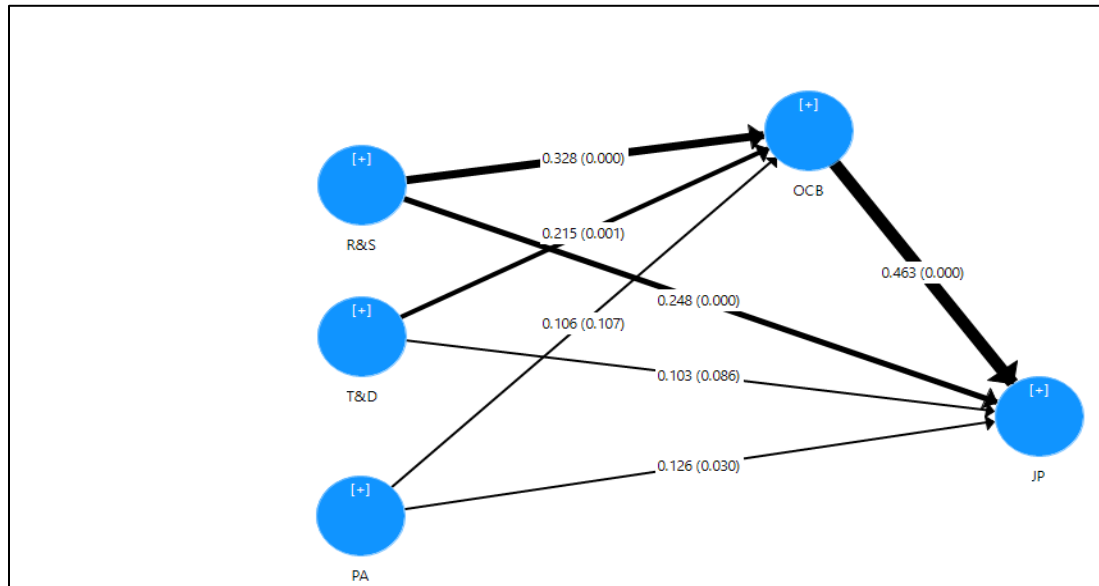 [+]
OCB
0.328 (0.000)
[+]
R&S
0.215 (0.001)
0.463 (0.000)
0.248 (0.000)
[+]
T&D
0.106 (0.107)
0.103 (0.086)
[+]
JP
0.126 (0.030)
[+]
PA